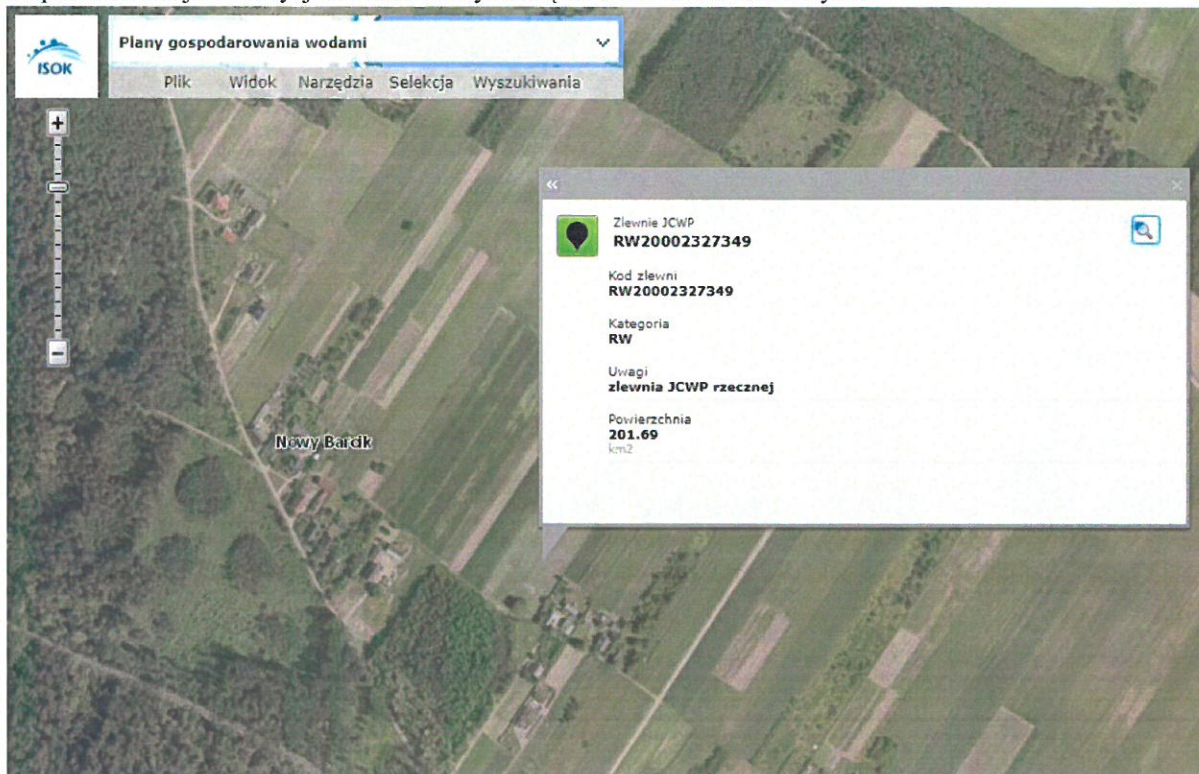 ISOK
Plany gospodarowania wodami
Plik Widok Narzędzia Selekcja Wyszukiwania
Zlewnie JCWP
RW20002327349
Kod zlewni
RW20002327349
Kategoria
RW
Uwagi
zlewnia JCWP rzecznej
Powierzchnia
201.69
km2
Nowy Barcik